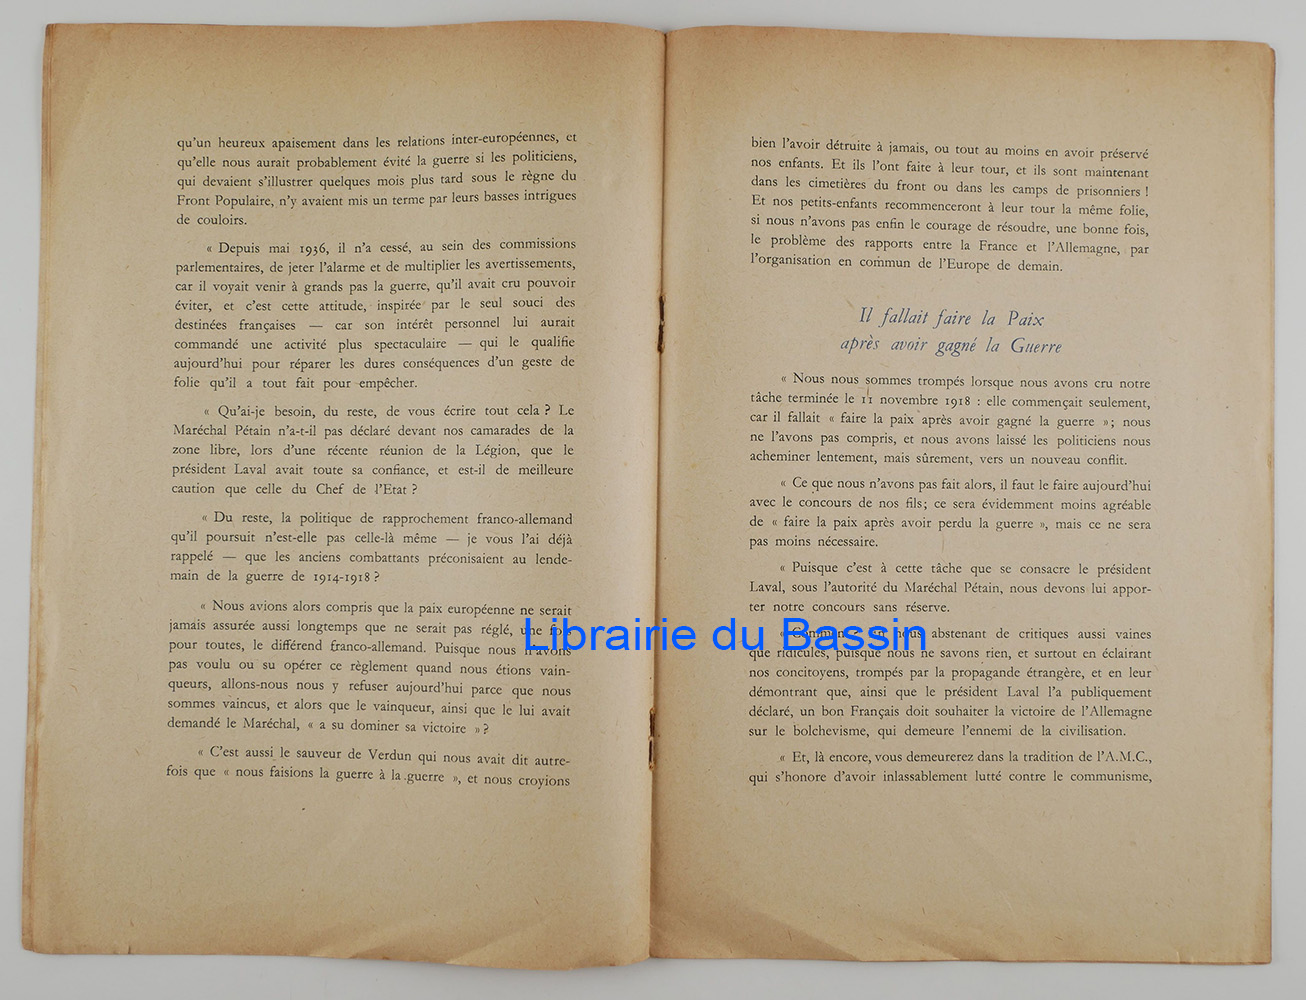 qu'un heureux apaisement dans les relations inter-européennes, et
qu'elle nous aurait probablement évité la guerre si les politiciens,
qui devaient s'illustrer quelques mois plus tard sous le règne du
Front Populaire, n'y avaient mis un terme par leurs basses intrigues
de couloirs.
« Depuis mai 1936, il n'a cessé, au sein des commissions
parlementaires, de jeter l'alarme et de multiplier les avertissements,
car il voyait venir à grands pas la guerre, qu'il avait cru pouvoir
éviter, et c'est cette attitude, inspirée par le seul souci des
destinées françaises — car son intérêt personnel lui aurait
commandé une activité plus spectaculaire — qui le qualifie
aujourd'hui pour réparer les dures conséquences d'un geste de
folie qu'il a tout fait pour empêcher.
« Qu'ai-je besoin, du reste, de vous écrire tout cela ? Le
Maréchal Pétain n'a-t-il pas déclaré devant nos camarades de la
zone libre, lors d'une récente réunion de la Légion, que le
président Laval avait toute sa confiance, et est-il de meilleure
caution que celle du Chef de l'Etat ?
« Du reste, la politique de rapprochement franco-allemand
qu'il poursuit n'est-elle pas celle-là même — je vous l'ai déjà
rappelé — que les anciens combattants préconisaient au lende-
main de la guerre de 1914-1918 ?
« Nous avions alors compris que la paix européenne ne serait
jamais assurée aussi longtemps que ne serait pas réglé, une fois
pour toutes, le différend franco-allemand. Puisque nous n'avons
pas voulu ou su opérer ce règlement quand nous étions vain-
queurs, allons-nous nous y refuser aujourd'hui parce que nous
sommes vaincus, et alors que le vainqueur, ainsi que le lui avait
demandé le Maréchal, « a su dominer sa victoire » ?
« C'est aussi le sauveur de Verdun qui nous avait dit autre-
fois que « nous faisions la guerre à la guerre », et nous croyions
bien l'avoir détruite à jamais, ou tout au moins en avoir préservé
nos enfants. Et ils l'ont faite à leur tour, et ils sont maintenant
dans les cimetières du front ou dans les camps de prisonniers !
Et nos petits-enfants recommenceront à leur tour la même folie,
si nous n'avons pas enfin le courage de résoudre, une bonne fois,
le problème des rapports entre la France et l'Allemagne, par
l'organisation en commun de l'Europe de demain.
Il fallait faire la Paix
après avoir gagné la Guerre
« Nous nous sommes trompés lorsque nous avons cru notre
tâche terminée le 11 novembre 1918 : elle commençait seulement,
car il fallait « faire la paix après avoir gagné la guerre »; nous
ne l'avons pas compris, et nous avons laissé les politiciens nous
acheminer lentement, mais sûrement, vers un nouveau conflit.
« Ce que nous n'avons pas fait alors, il faut le faire aujourd'hui
avec le concours de nos fils; ce sera évidemment moins agréable
de « faire la paix après avoir perdu la guerre », mais ce ne sera
pas moins nécessaire.
« Puisque c'est à cette tâche que se consacre le président
Laval, sous l'autorité du Maréchal Pétain, nous devons lui appor-
ter notre concours sans réserve.
« Comment ? En nous abstenant de critiques aussi vaines
que ridicules, puisque nous ne savons rien, et surtout en éclairant
nos concitoyens, trompés par la propagande étrangère, et en leur
démontrant que, ainsi que le président Laval l'a publiquement
déclaré, un bon Français doit souhaiter la victoire de l'Allemagne
sur le bolchevisme, qui demeure l'ennemi de la civilisation.
« Et, là encore, vous demeurerez dans la tradition de l'A.M.C.,
qui s'honore d'avoir inlassablement lutté contre le communisme,
Librairie du Bassin